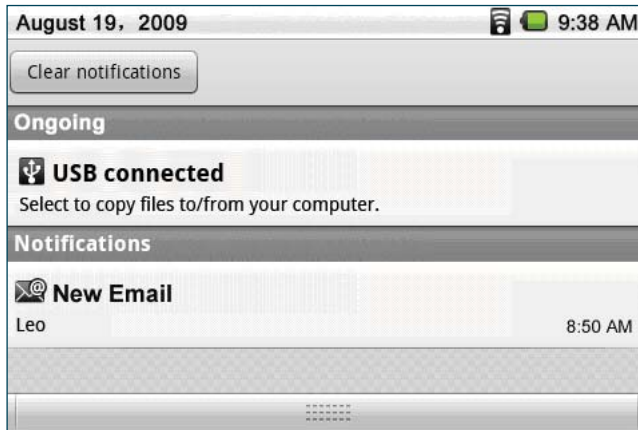 August 19，2009 9:38 AM
Clear notifications
Ongoing
USB connected
Select to copy files to/from your computer.
Notifications
New Email
Leo 8:50 AM